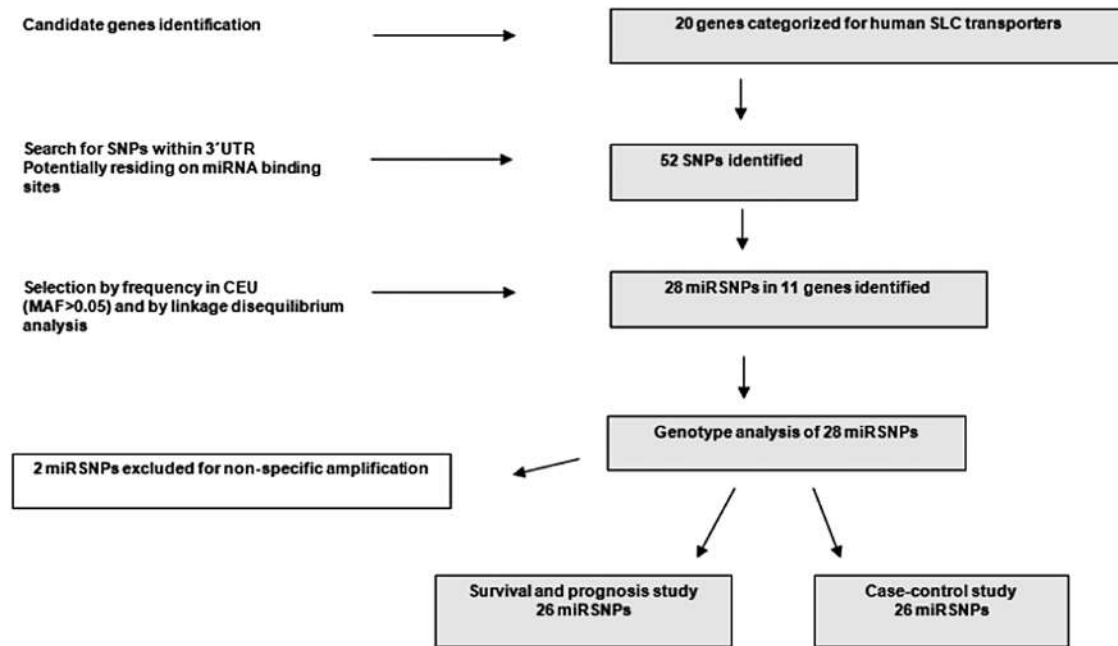 Candidate genes identification
20 genes categorized for human SLC transporters
Search for SNPs within 3´UTR
Potentially residing on miRNA binding
sites
52 SNPs identified
Selection by frequency in CEU
(MAF>0.05) and by linkage disequilibrium
analysis
28 miRSNPs in 11 genes identified
Genotype analysis of 28 miRSNPs
2 miRSNPs excluded for non-specific amplification
Survival and prognosis study
26 miRSNPs
Case-control study
26 miRSNPs